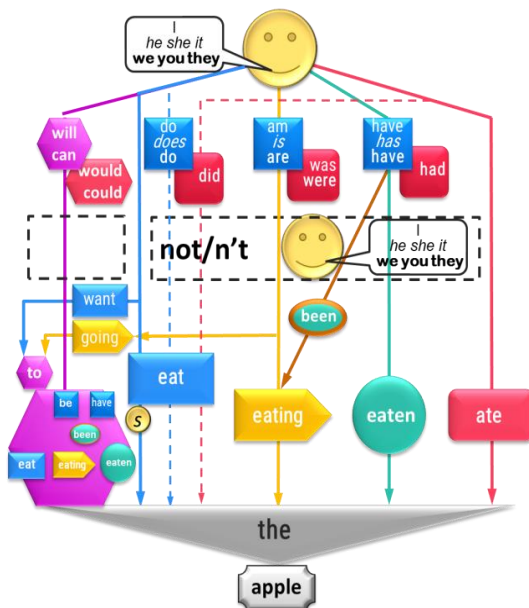 I
he she it
we you they
will
can
would
could
do
does
do
did
am
is
are
was
were
have
has
have
had
not/n't
I
he she it
we you they
want
going
been
to
eat
S
eating
eaten
ate
be
have
been
eat
eating
eaten
the
apple